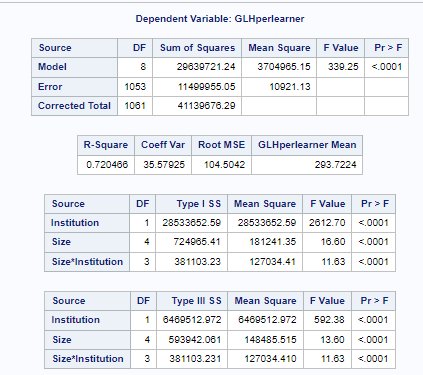 Dependent Variable: GLHperlearner
Source DF Sum of Squares Mean Square F Value Pr > F
Model 8 29639721.24 3704965.15 339.25 <.0001
Error 1053 11499955.05 10921.13
Corrected Total 1061 41139676.29
R-Square Coeff Var Root MSE GLHperlearner Mean
0.720466 35.57925 104.5042 293.7224
Source DF Type I SS Mean Square F Value Pr > F
Institution 1 28533652.59 28533652.59 2612.70 <.0001
Size 4 724965.41 181241.35 16.60 <.0001
Size*Institution 3 381103.23 127034.41 11.63 <.0001
Source DF Type III SS Mean Square F Value Pr > F
Institution 1 6469512.972 6469512.972 592.38 <.0001
Size 4 593942.061 148485.515 13.60 <.0001
Size*Institution 3 381103.231 127034.410 11.63 <.0001